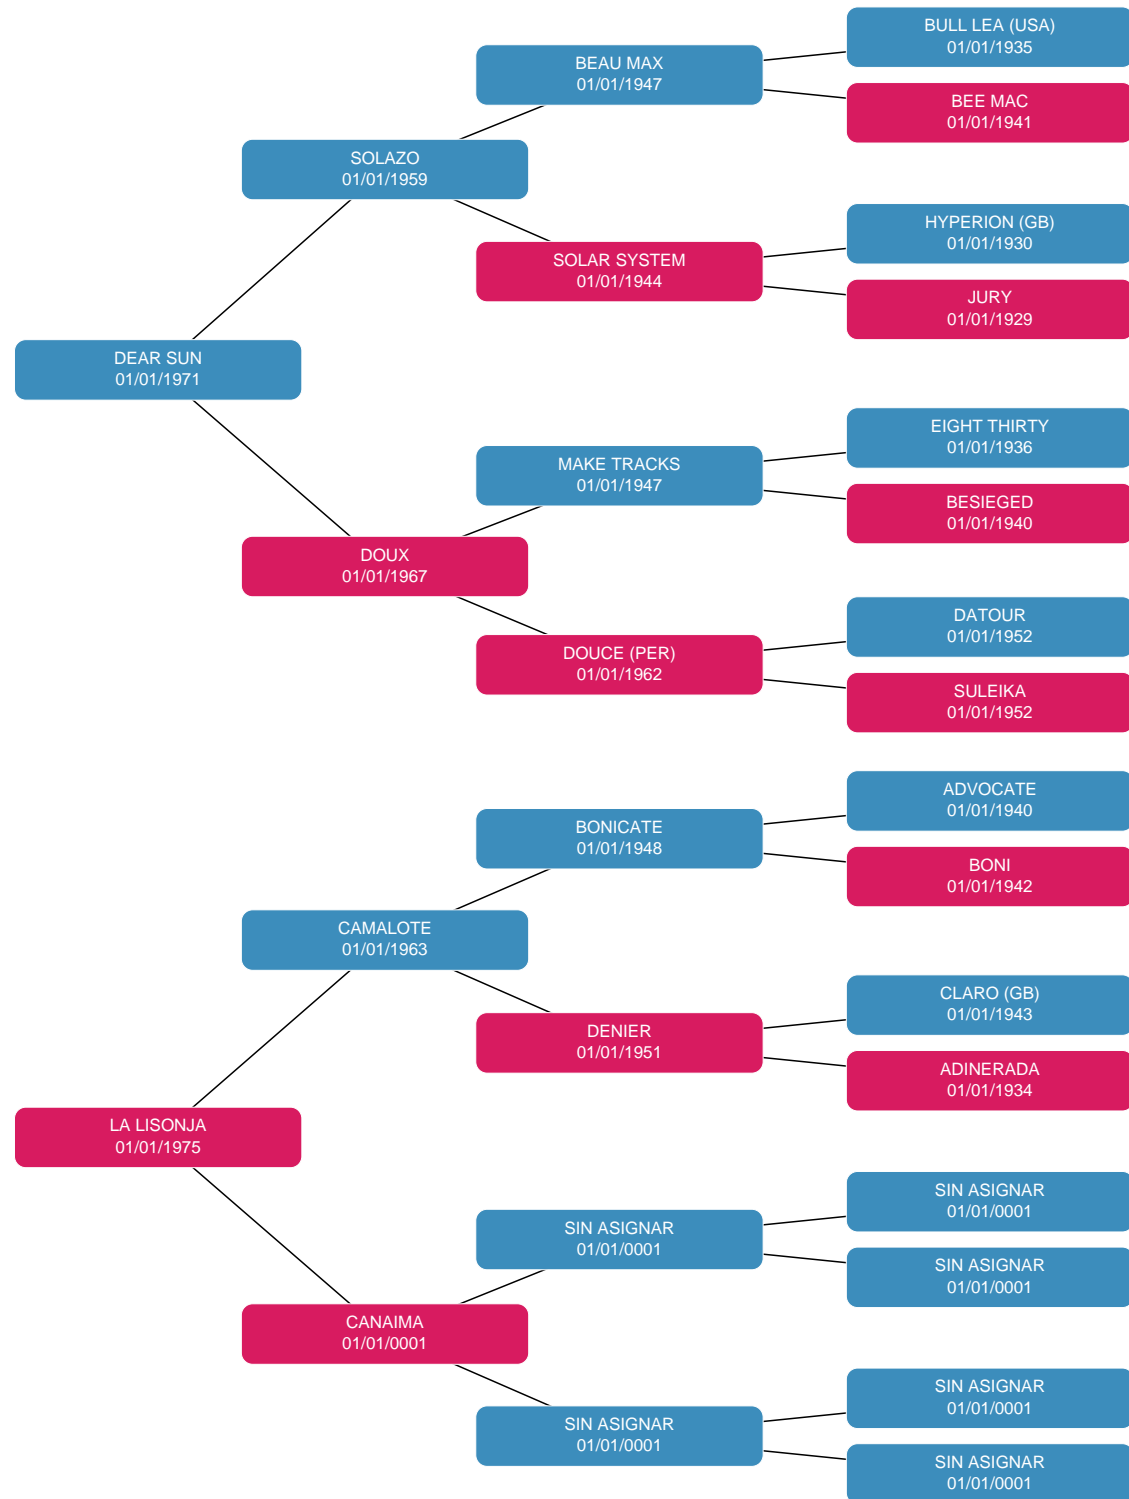 BULL LEA (USA)
01/01/1935
BEAU MAX
01/01/1947
BEE MAC
01/01/1941
SOLAZO
01/01/1959
HYPERION (GB)
01/01/1930
SOLAR SYSTEM
01/01/1944
JURY
01/01/1929
DEAR SUN
01/01/1971
EIGHT THIRTY
01/01/1936
MAKE TRACKS
01/01/1947
BESIEGED
01/01/1940
DOUX
01/01/1967
DATOUR
01/01/1952
DOUCE (PER)
01/01/1962
SULEIKA
01/01/1952
ADVOCATE
01/01/1940
BONICATE
01/01/1948
BONI
01/01/1942
CAMALOTE
01/01/1963
CLARO (GB)
01/01/1943
DENIER
01/01/1951
ADINERADA
01/01/1934
LA LISONJA
01/01/1975
SIN ASIGNAR
01/01/0001
SIN ASIGNAR
01/01/0001
SIN ASIGNAR
01/01/0001
CANAIMA
01/01/0001
SIN ASIGNAR
01/01/0001
SIN ASIGNAR
01/01/0001
SIN ASIGNAR
01/01/0001